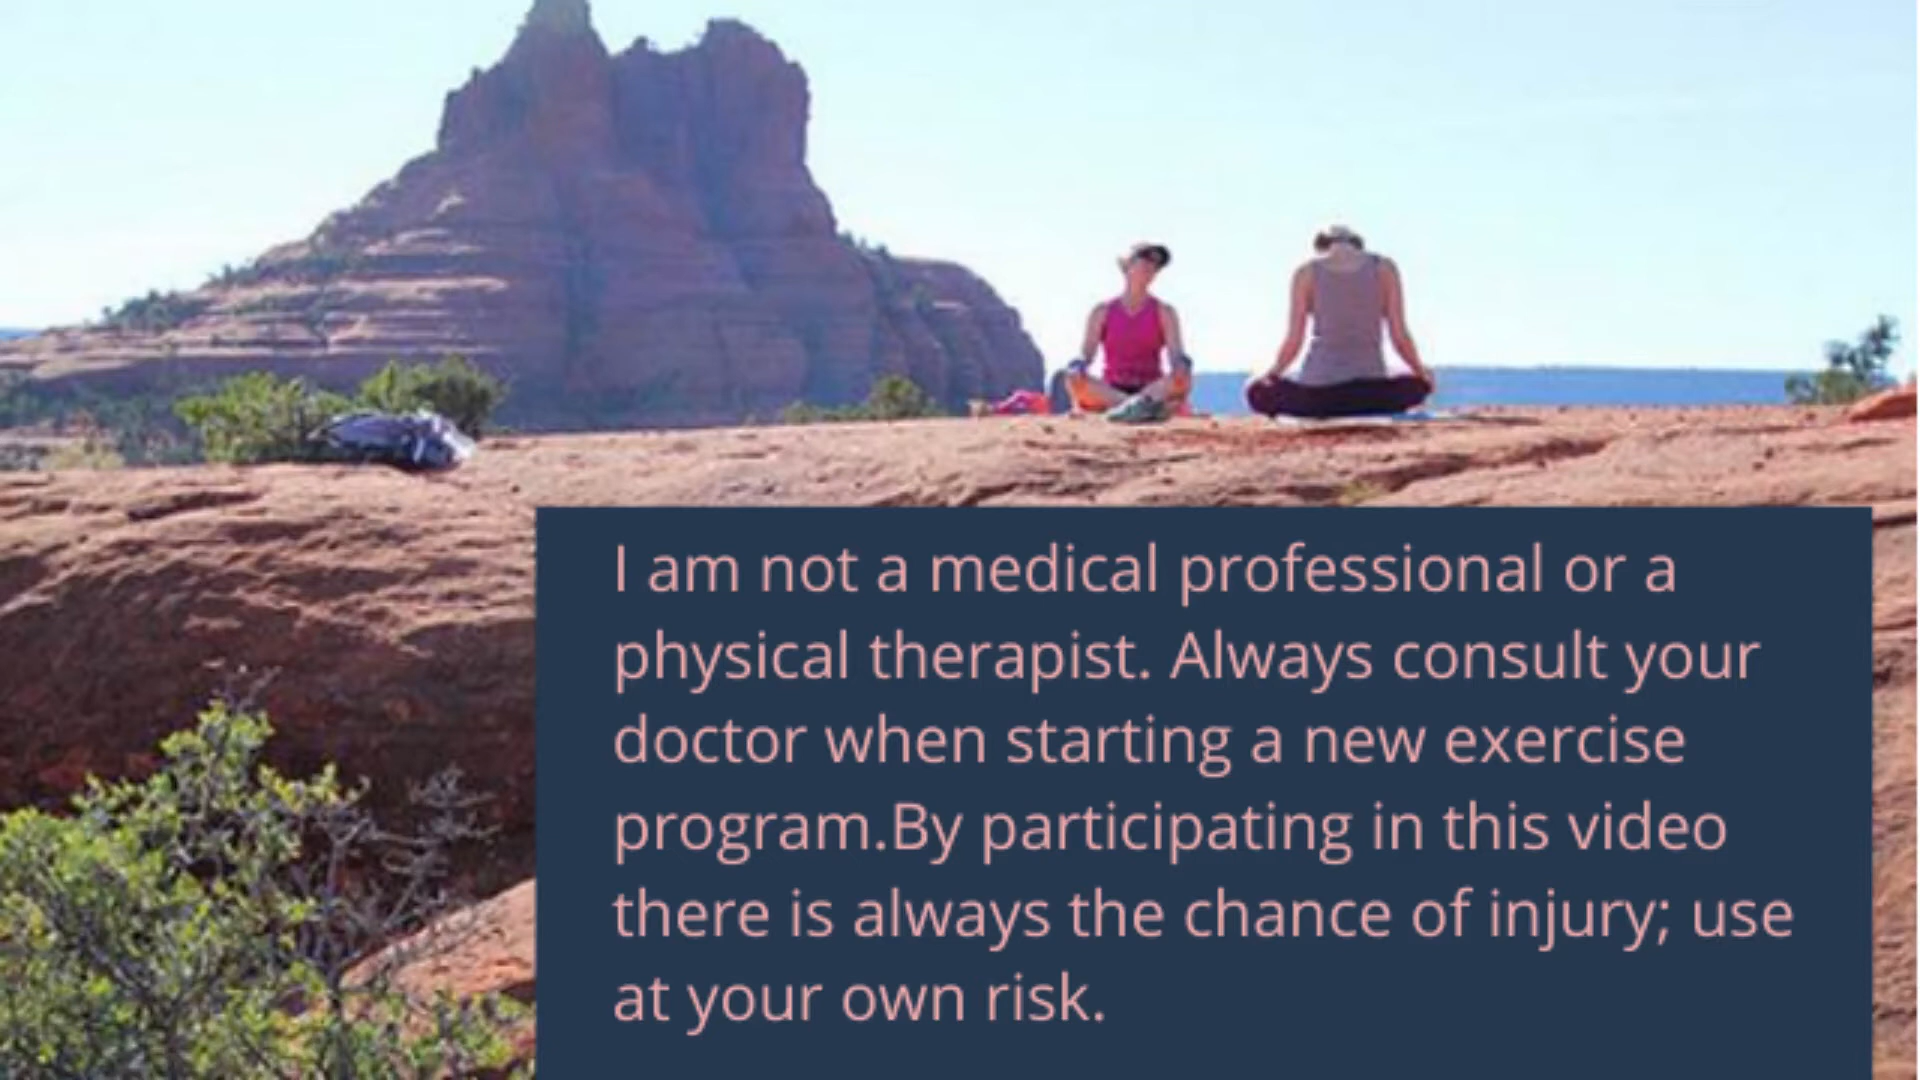 I am not a medical professional or a
physical therapist. Always consult your
doctor when starting a new exercise
program.By participating in this video
there is always the chance of injury; use
at your own risk.